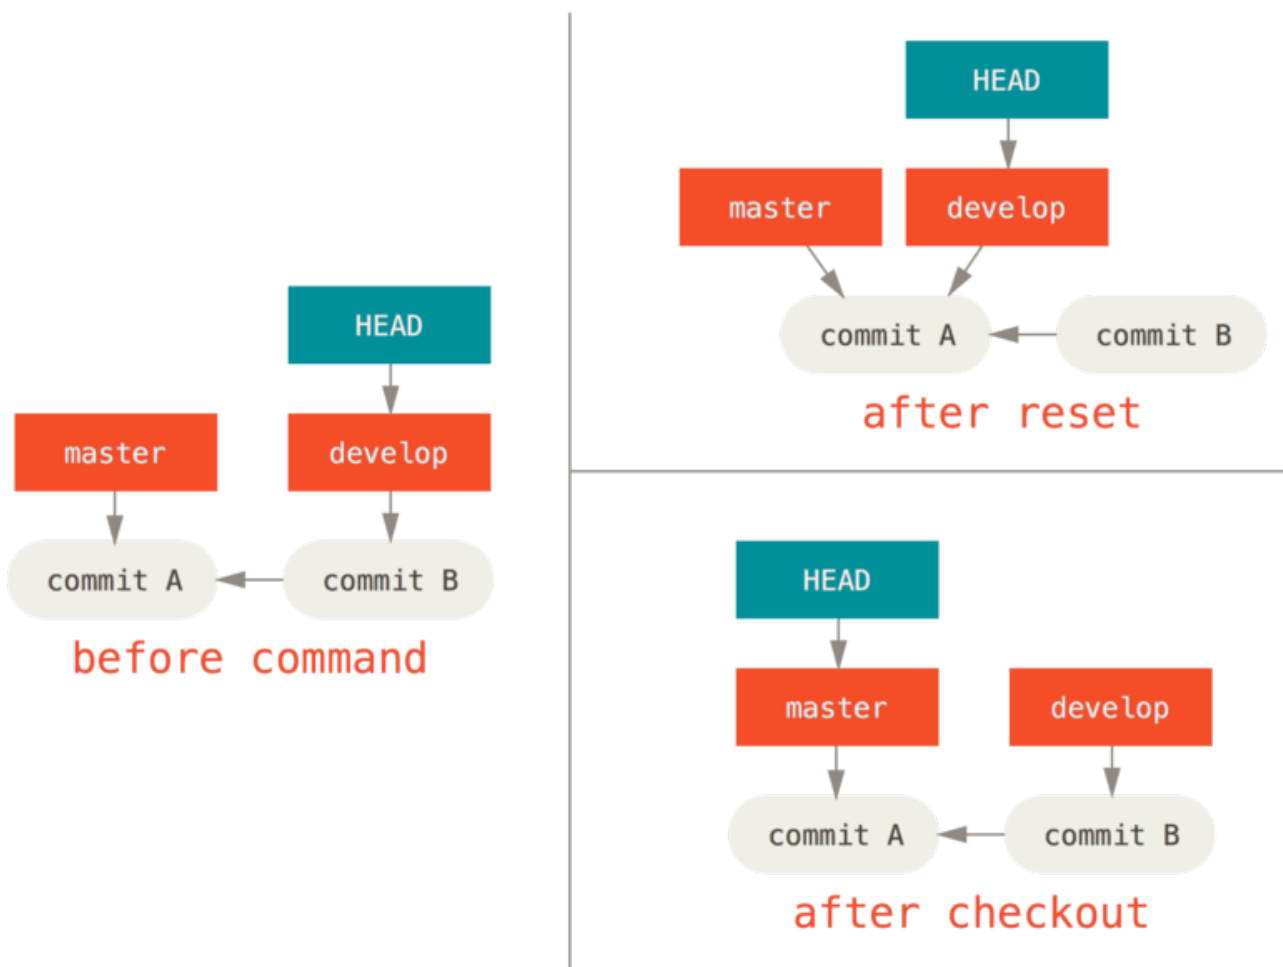 HEAD
master
develop
commit A
commit B
before command
HEAD
master
develop
commit A
commit B
after reset
HEAD
master
develop
commit A
commit B
after checkout